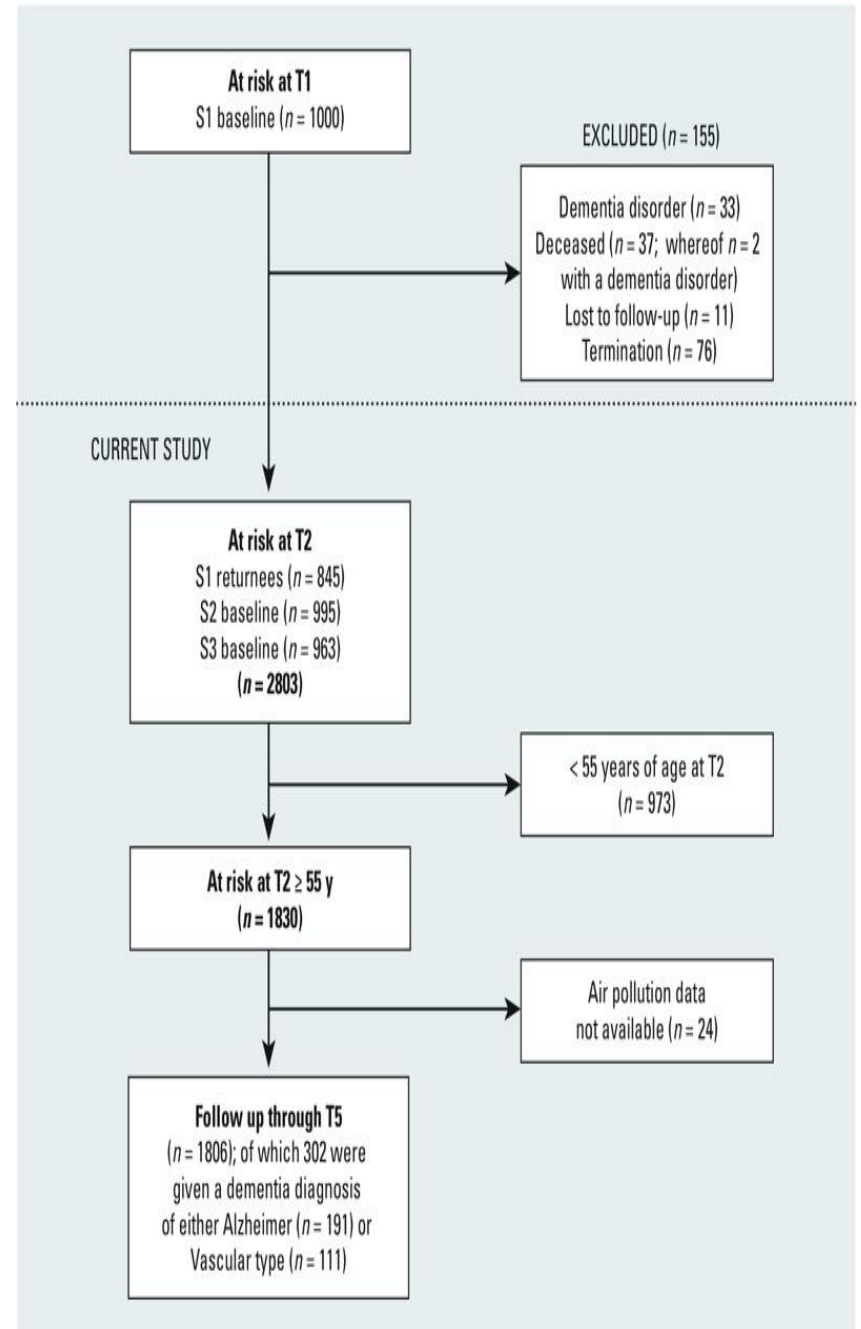 At risk at T1
S1 baseline (n = 1000)
EXCLUDED (n = 155)
Dementia disorder (n = 33)
Deceased (n = 37; whereof n = 2
with a dementia disorder)
Lost to follow-up (n = 11)
Termination (n = 76)
CURRENT STUDY
At risk at T2
S1 returnees (n = 845)
S2 baseline (n = 995)
S3 baseline (n = 963)
(n = 2803)
< 55 years of age at T2
(n = 973)
At risk at T2 ≥ 55 y
(n = 1830)
Air pollution data
not available (n = 24)
Follow up through T5
(n = 1806); of which 302 were
given a dementia diagnosis
of either Alzheimer (n = 191) or
Vascular type (n = 111)